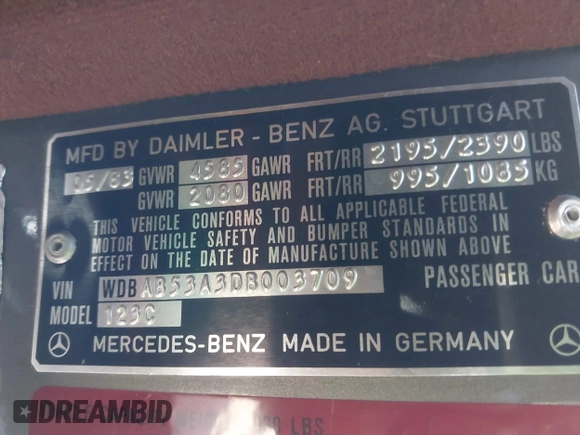 MFD BY DAIMLER - BENZ AG. STUTTGART
05/83 GVWR 4585 GAWR FRT/RR 2195/2390 LBS
GVWR 2080 GAWR FRT/RR 995/1085 KG
THIS VEHICLE CONFORMS TO ALL APPLICABLE FEDERAL
MOTOR VEHICLE SAFETY AND BUMPER STANDARDS IN
EFFECT ON THE DATE OF MANUFACTURE SHOWN ABOVE
VIN WDB AB53A3DB003709 PASSENGER CAR
MODEL 123C
MERCEDES-BENZ MADE IN GERMANY
LBS
DREAMBID